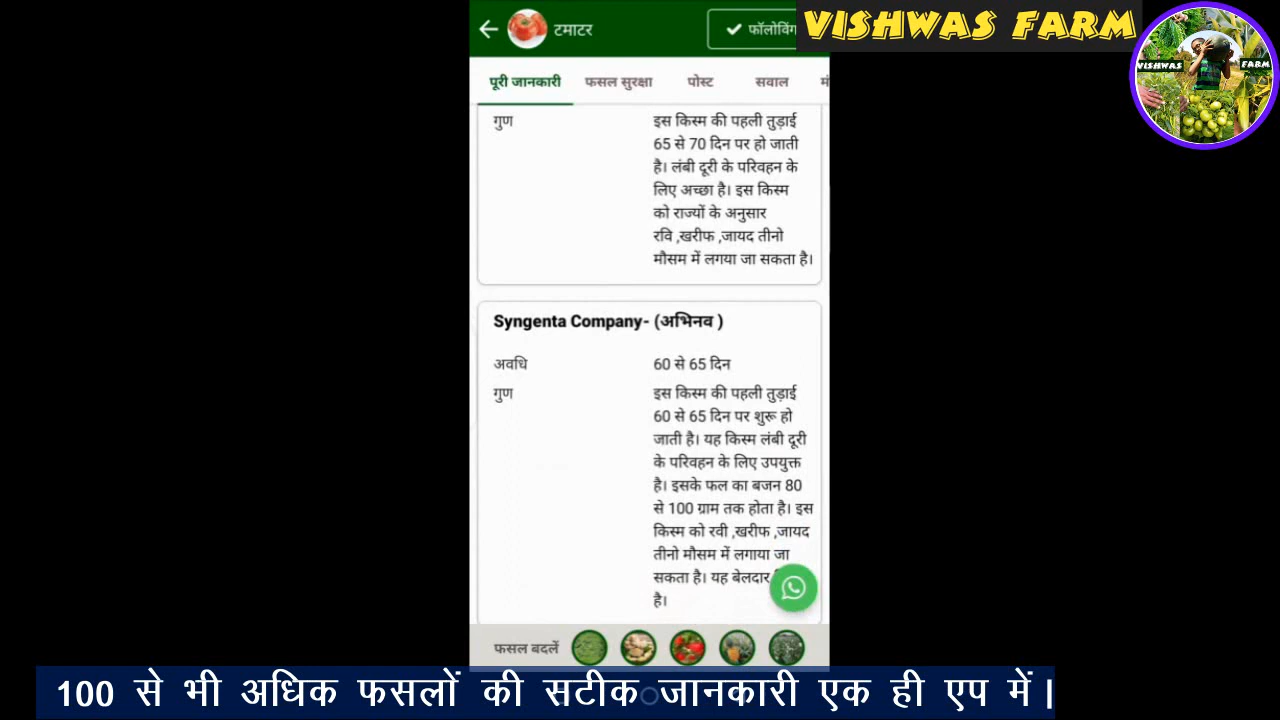 टमाटर
फॉलोविंग
VISHWAS FARM
VISHWAS FARM
पूरी जानकारी फसल सुरक्षा पोस्ट सवाल
गुण इस किस्म की पहली तुड़ाई
65 से 70 दिन पर हो जाती
है। लंबी दूरी के परिवहन के
लिए अच्छा है। इस किस्म
को राज्यों के अनुसार
रवि ,खरीफ ,जायद तीनो
मौसम में लगया जा सकता है।
Syngenta Company- (अभिनव )
अवधि 60 से 65 दिन
गुण इस किस्म की पहली तुड़ाई
60 से 65 दिन पर शुरू हो
जाती है। यह किस्म लंबी दूरी
के परिवहन के लिए उपयुक्त
है। इसके फल का बजन 80
से 100 ग्राम तक होता है। इस
किस्म को रवी ,खरीफ ,जायद
तीनो मौसम में लगाया जा
सकता है। यह बेलदार
है।
फसल बदलें
100 से भी अधिक फसलों की सटीक जानकारी एक ही एप में।